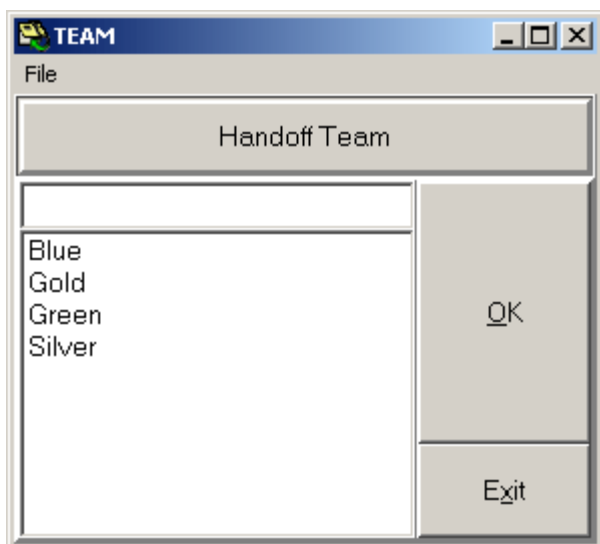 TEAM
File
Handoff Team
Blue
Gold
Green
Silver
OK
Exit